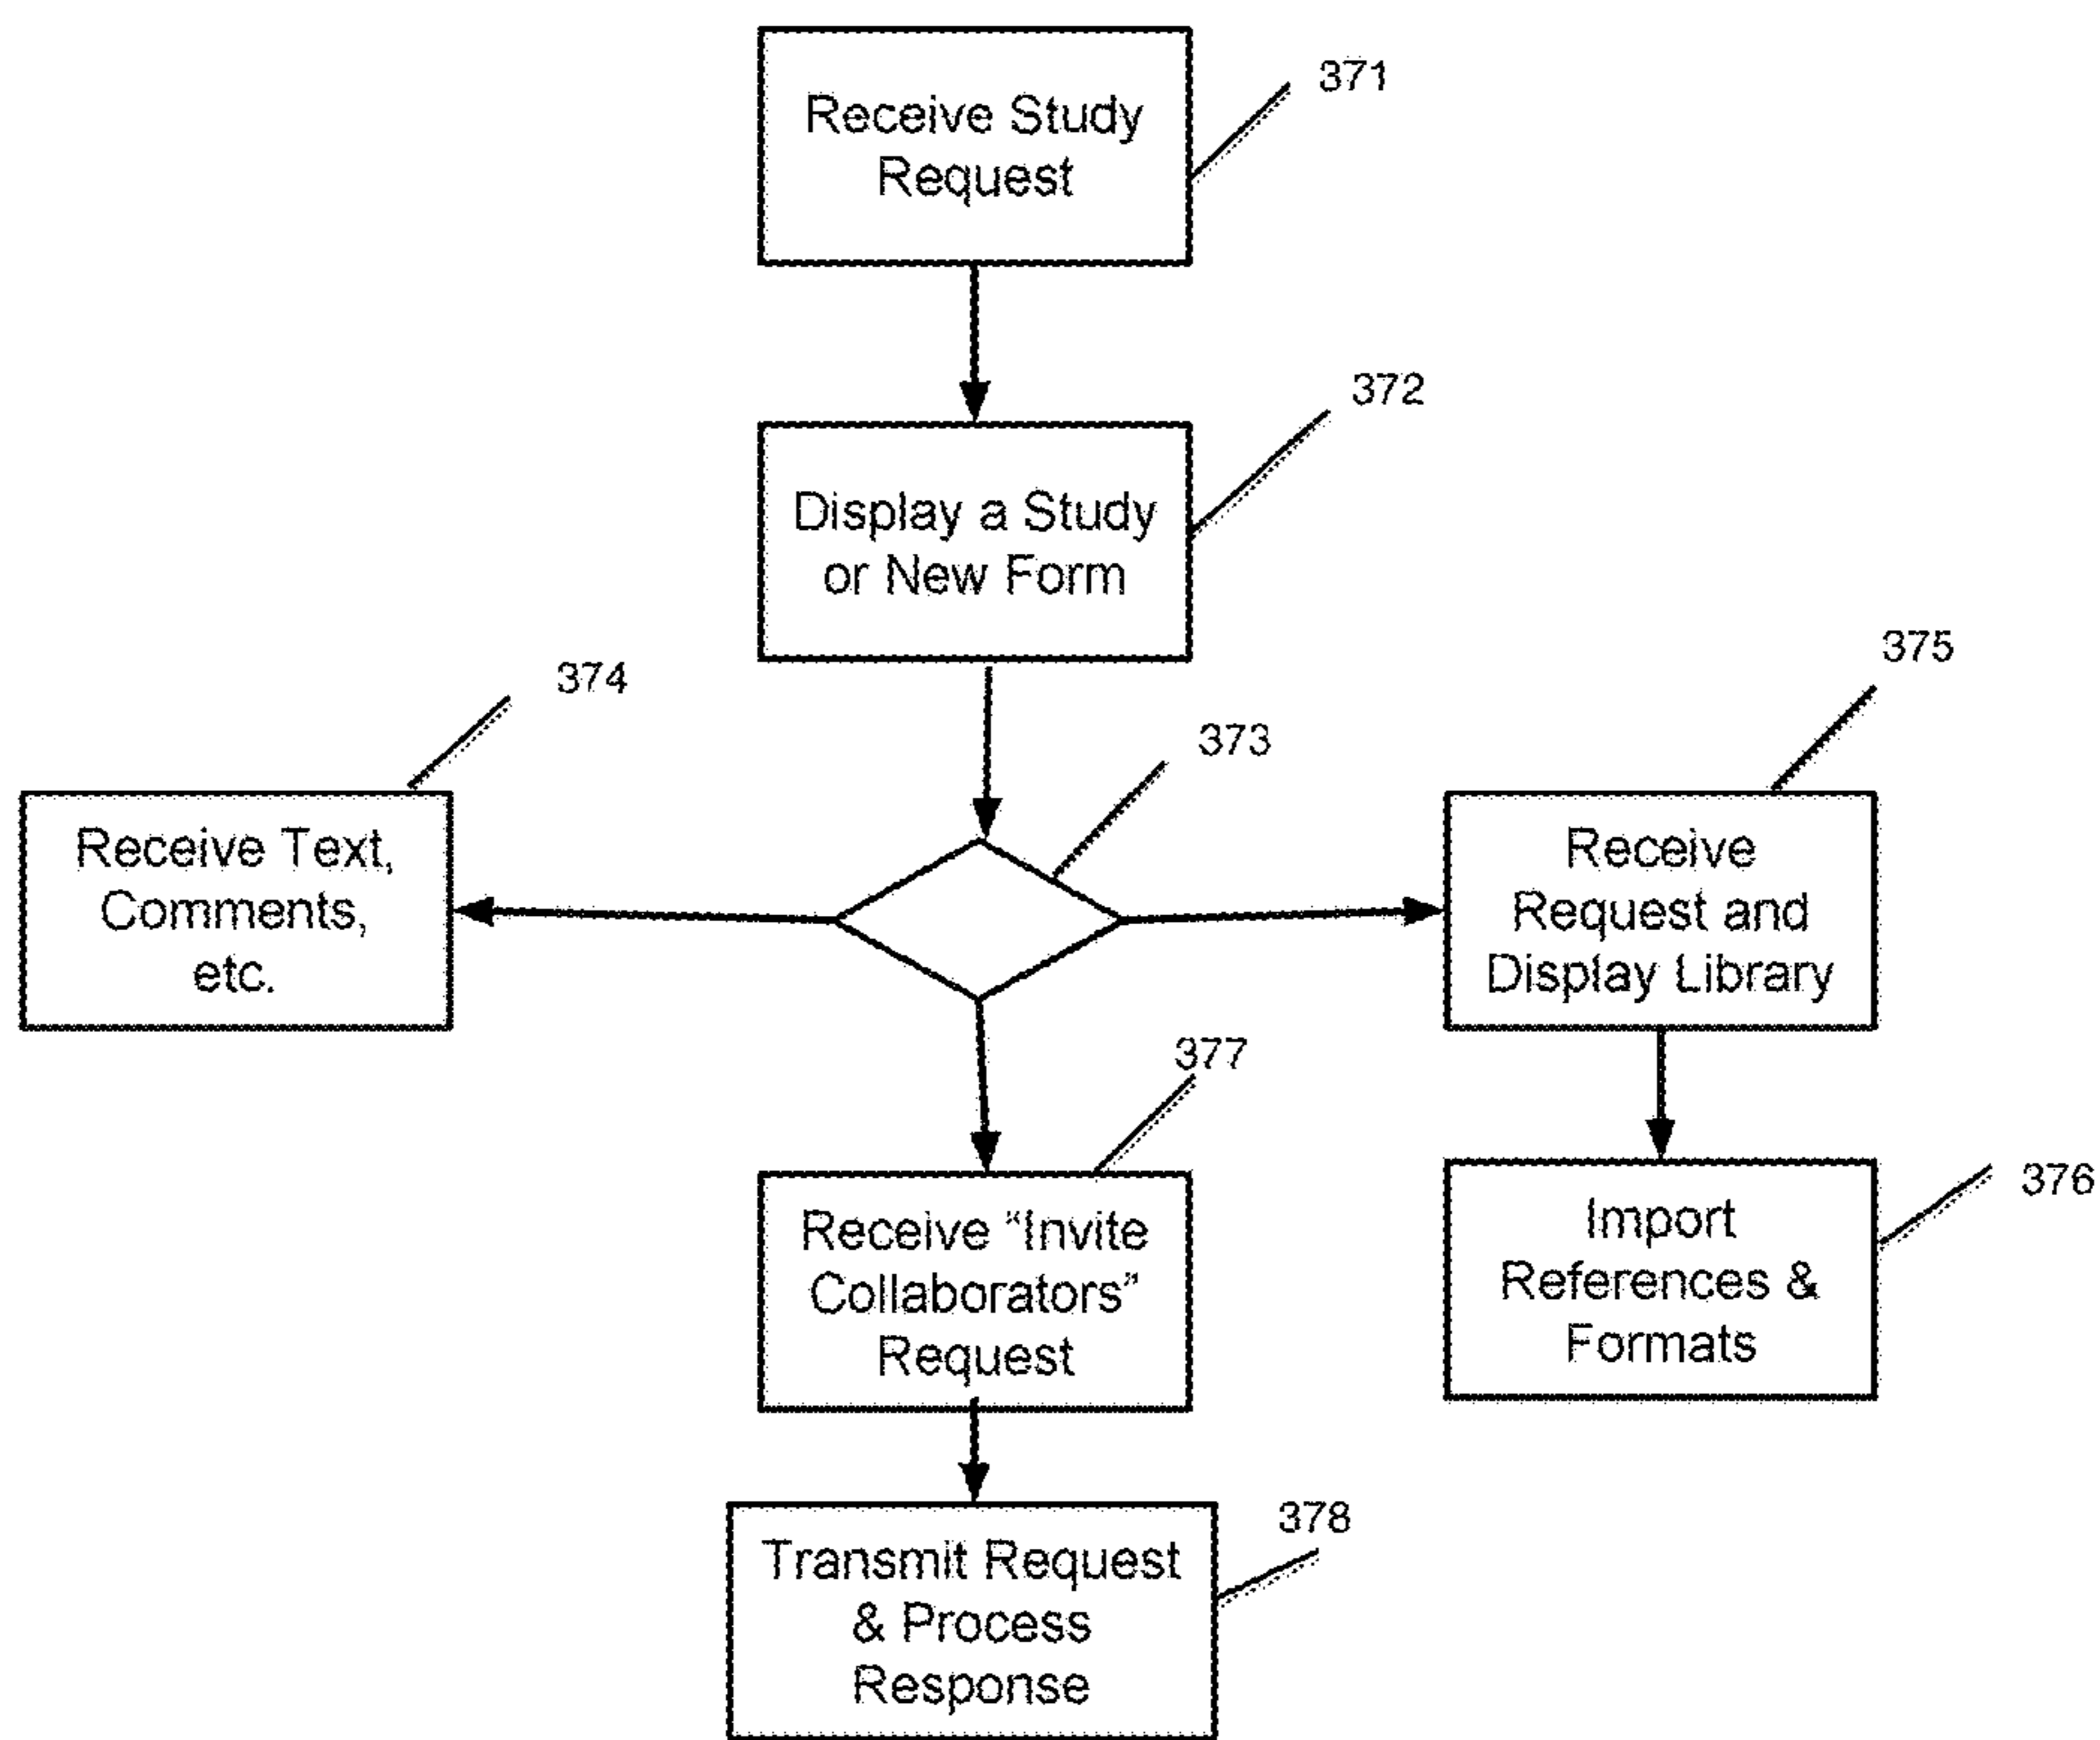 Receive Study
Request
371
Display a Study
or New Form
372
373
Receive Text,
Comments,
etc.
374
Receive
Request and
Display Library
375
Import
References &
Formats
376
Receive “Invite
Collaborators”
Request
377
Transmit Request
& Process
Response
378